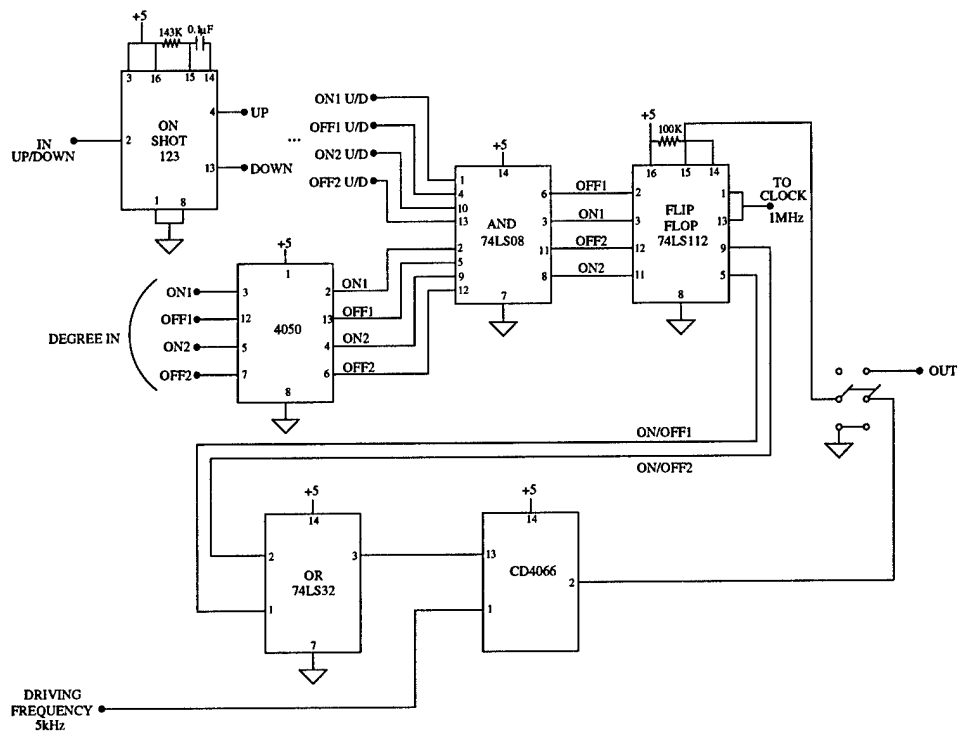 +5
143K
0.1µF
3
16
15
14
IN
UP/DOWN
2
ON
SHOT
123
4
UP
13
DOWN
1
8
...
ON1 U/D
OFF1 U/D
ON2 U/D
OFF2 U/D
+5
14
1
4
10
13
2
5
9
12
AND
74LS08
6
3
11
8
7
OFF1
ON1
OFF2
ON2
+5
100K
16
15
14
2
3
12
11
FLIP
FLOP
74LS112
1
13
9
5
8
TO
CLOCK
1MHz
DEGREE IN
ON1
OFF1
ON2
OFF2
+5
1
3
12
5
7
4050
2
13
4
6
8
ON1
OFF1
ON2
OFF2
OUT
ON/OFF1
ON/OFF2
+5
14
2
1
OR
74LS32
3
7
+5
14
13
1
CD4066
2
DRIVING
FREQUENCY
5kHz